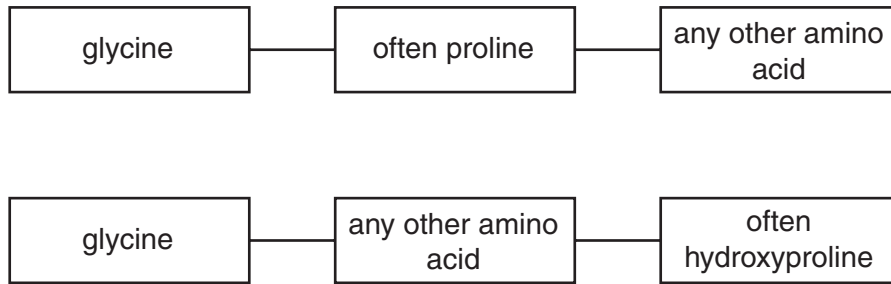 glycine
often proline
any other amino
acid
glycine
any other amino
acid
often
hydroxyproline